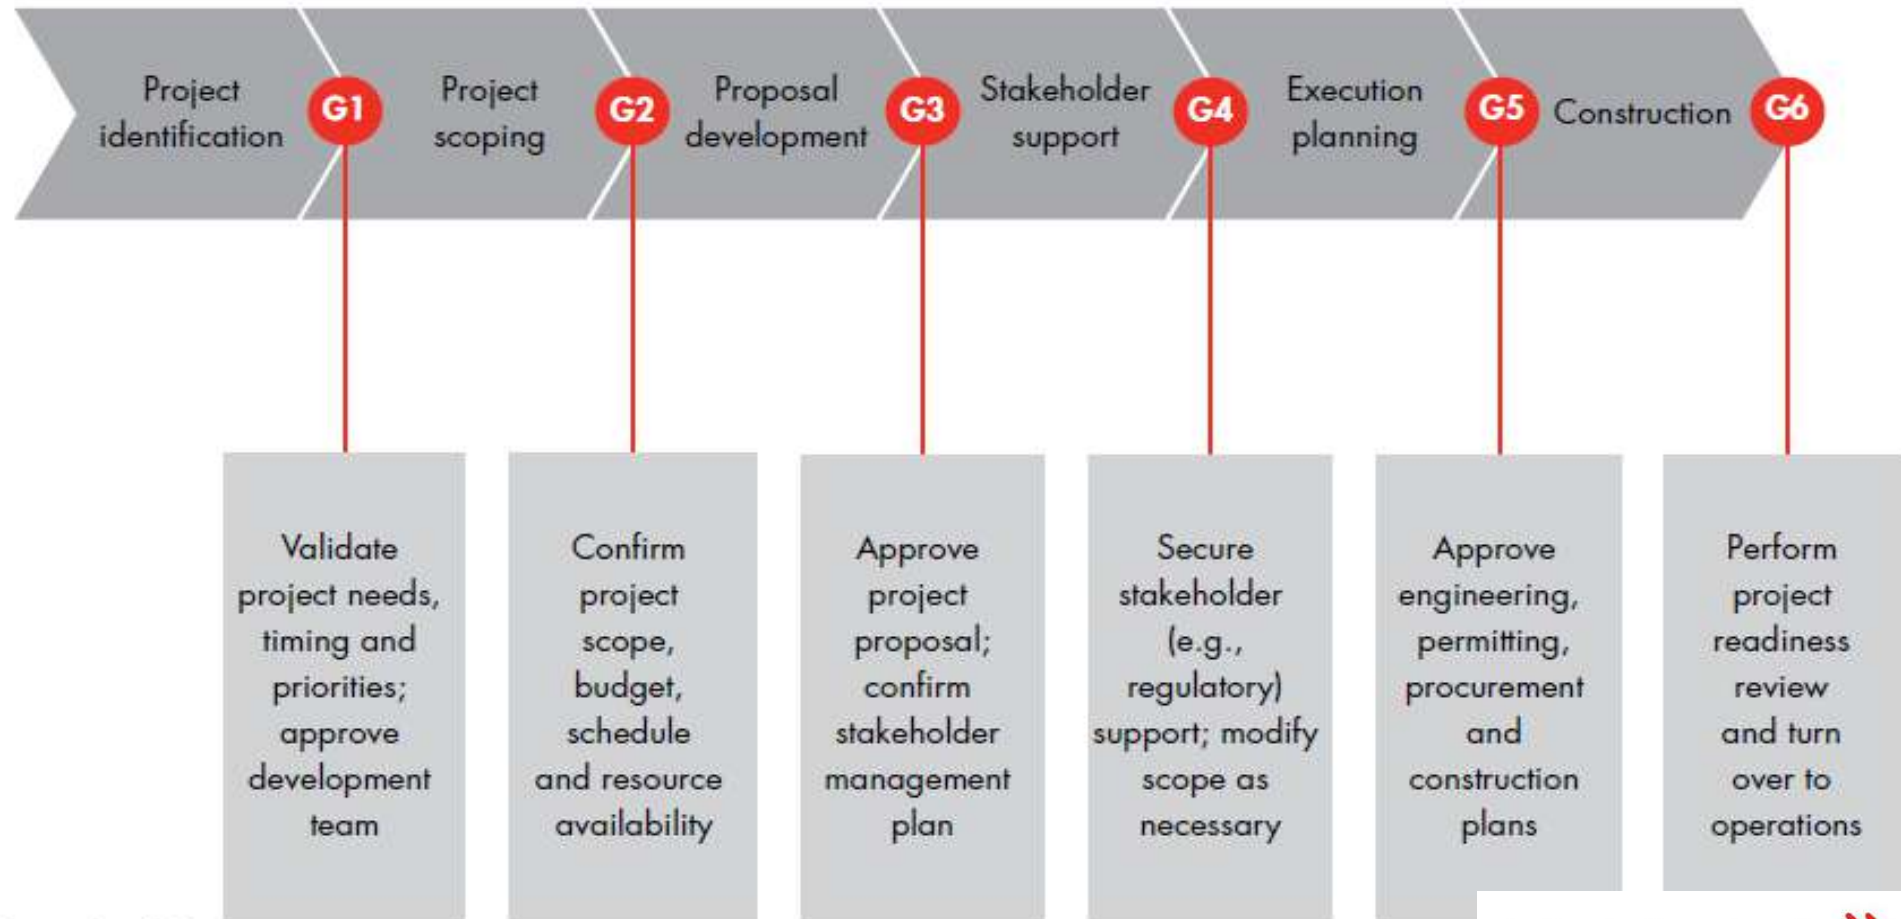 Project
identification
G1
Project
scoping
G2
Proposal
development
G3
Stakeholder
support
G4
Execution
planning
G5
Construction
G6
Validate
project needs,
timing and
priorities;
approve
development
team
Confirm
project
scope,
budget,
schedule
and resource
availability
Approve
project
proposal;
confirm
stakeholder
management
plan
Secure
stakeholder
(e.g.,
regulatory)
support; modify
scope as
necessary
Approve
engineering,
permitting,
procurement
and
construction
plans
Perform
project
readiness
review
and turn
over to
operations